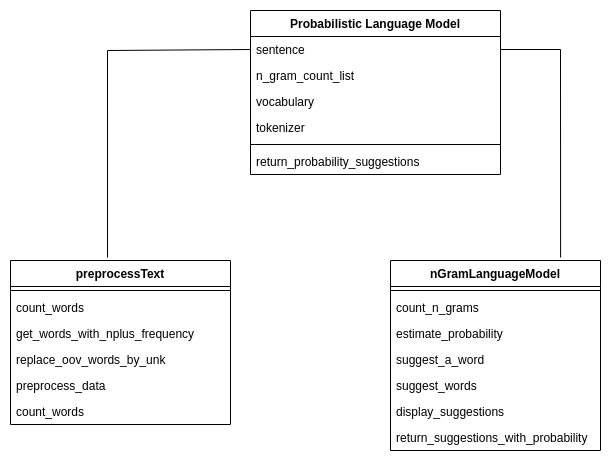 Probabilistic Language Model
sentence
n_gram_count_list
vocabulary
tokenizer
return_probability_suggestions
preprocessText
count_words
get_words_with_nplus_frequency
replace_oov_words_by_unk
preprocess_data
count_words
nGramLanguageModel
count_n_grams
estimate_probability
suggest_a_word
suggest_words
display_suggestions
return_suggestions_with_probability